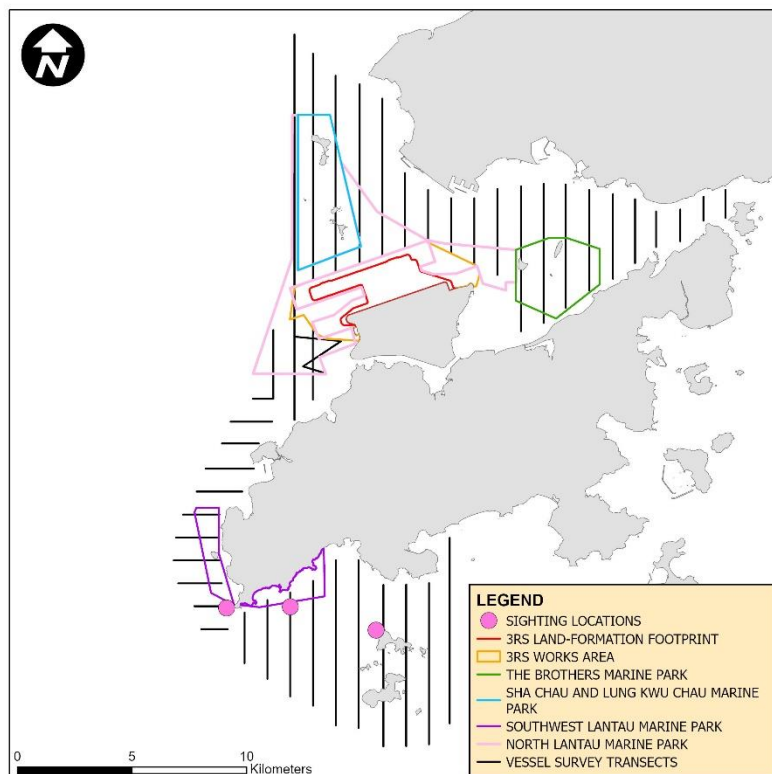 N
LEGEND
SIGHTING LOCATIONS
3RS LAND-FORMATION FOOTPRINT
3RS WORKS AREA
THE BROTHERS MARINE PARK
SHA CHAU AND LUNG KWU CHAU MARINE
PARK
SOUTHWEST LANTAU MARINE PARK
NORTH LANTAU MARINE PARK
VESSEL SURVEY TRANSECTS
0 5 10
Kilometers